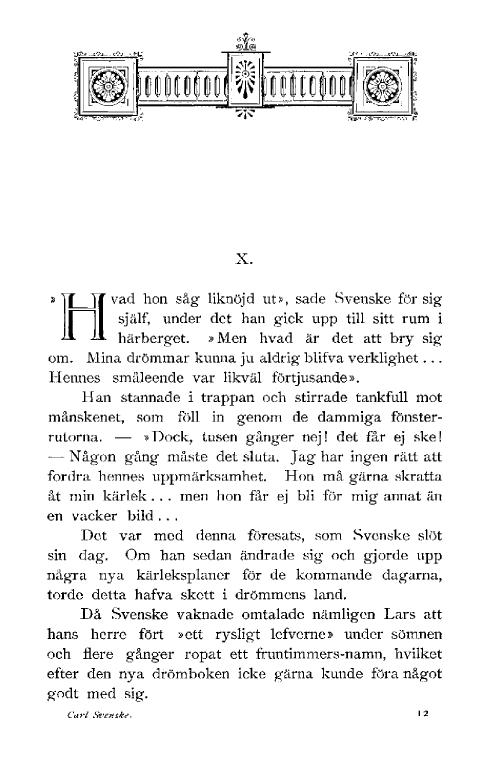 X.
»Hvad hon såg liknöjd ut», sade Svenske för sig
själf, under det han gick upp till sitt rum i
härberget. »Men hvad är det att bry sig
om. Mina drömmar kunna ju aldrig blifva verklighet ...
Hennes småleende var likväl förtjusande».
Han stannade i trappan och stirrade tankfull mot
månskenet, som föll in genom de dammiga fönster-
rutorna. — »Dock, tusen gånger nej! det får ej ske!
— Någon gång måste det sluta. Jag har ingen rätt att
fordra hennes uppmärksamhet. Hon må gärna skratta
åt min kärlek ... men hon får ej bli för mig annat än
en vacker bild ...
Det var med denna föresats, som Svenske slöt
sin dag. Om han sedan ändrade sig och gjorde upp
några nya kärleksplaner för de kommande dagarna,
torde detta hafva skett i drömmens land.
Då Svenske vaknade omtalade nämligen Lars att
hans herre fört »ett rysligt lefverne» under sömnen
och flere gånger ropat ett fruntimmers-namn, hvilket
efter den nya drömboken icke gärna kunde föra något
godt med sig.
Carl Svenske. 12